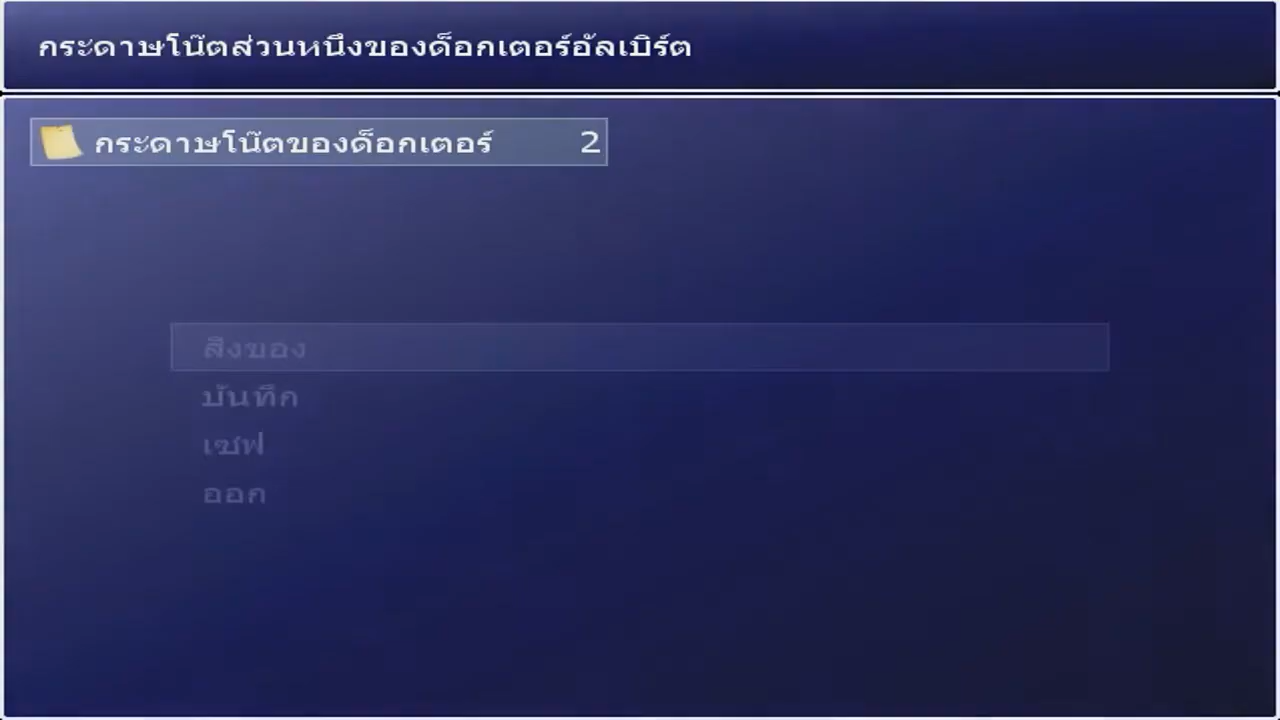 กระดาษโน๊ตส่วนหนึ่งของด็อกเตอร์อัลเบิร์ต
กระดาษโน๊ตของด็อกเตอร์ 2
สิ่งของ
บันทึก
เซฟ
ออก